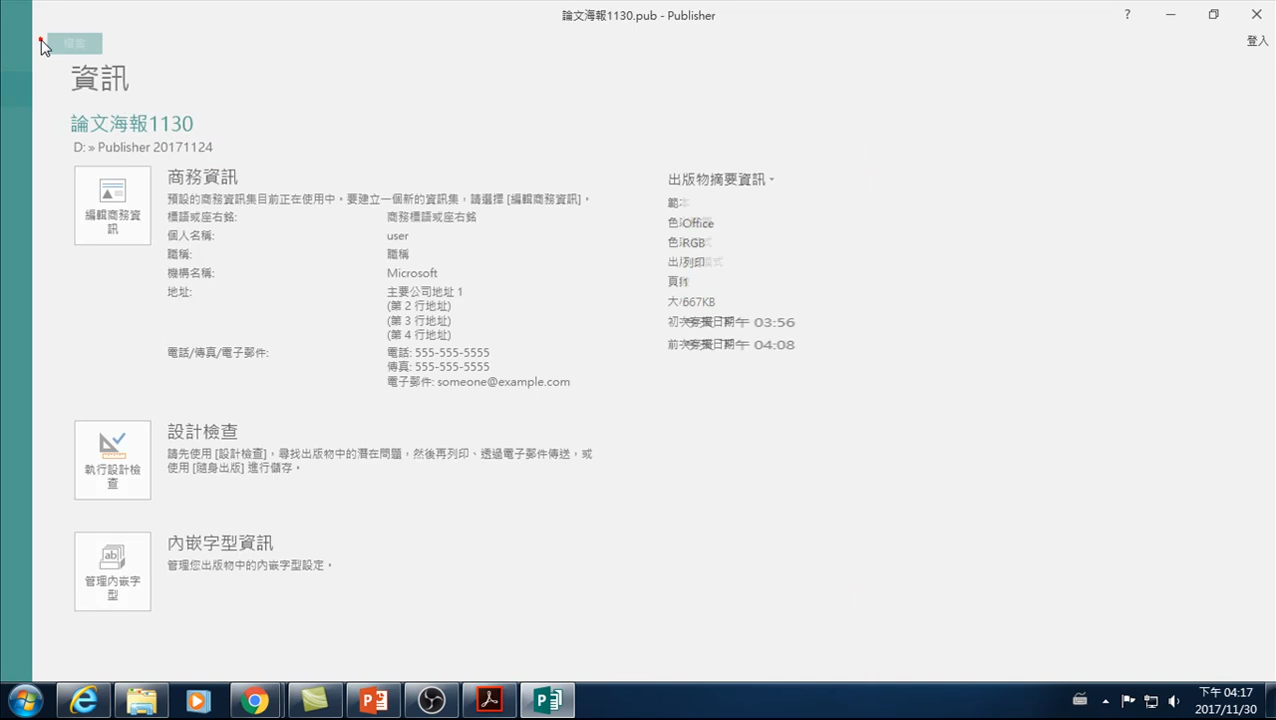 論文海報1130.pub - Publisher
?
登入
檔案
資訊
論文海報1130
D: » Publisher 20171124
編輯商務資訊
商務資訊
預設的商務資訊集目前正在使用中。要建立一個新的資訊集，請選擇 [編輯商務資訊]。
標語或座右銘: 商務標語或座右銘
個人名稱: user
職稱: 職稱
機構名稱: Microsoft
地址: 主要公司地址 1
(第 2 行地址)
(第 3 行地址)
(第 4 行地址)
電話/傳真/電子郵件: 電話: 555-555-5555
傳真: 555-555-5555
電子郵件: someone@example.com
出版物摘要資訊
範本
Office
RGB
列印
667KB
下午 03:56
下午 04:08
執行設計檢查
設計檢查
請先使用 [設計檢查]，尋找出版物中的潛在問題，然後再列印、透過電子郵件傳送，或
使用 [隨身出版] 進行儲存。
管理內嵌字型
內嵌字型資訊
管理您出版物中的內嵌字型設定。
下午 04:17
2017/11/30